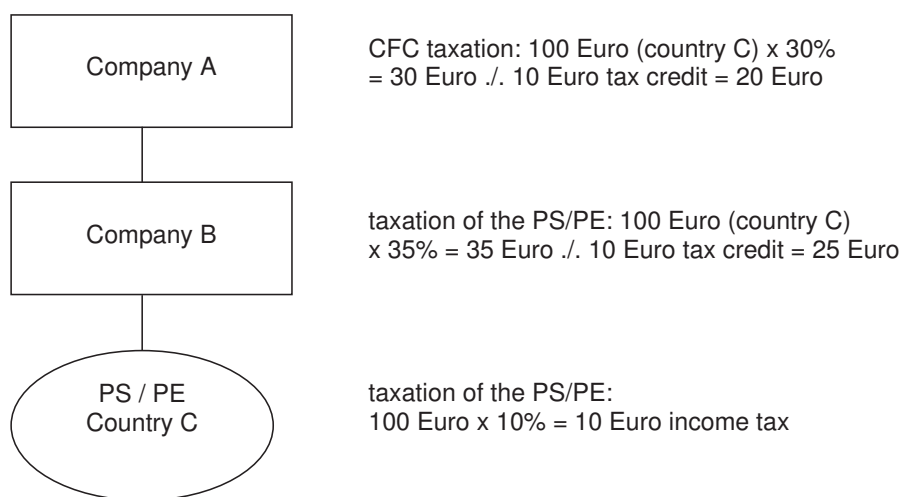 Company A
CFC taxation: 100 Euro (country C) x 30%
= 30 Euro ./. 10 Euro tax credit = 20 Euro
Company B
taxation of the PS/PE: 100 Euro (country C)
x 35% = 35 Euro ./. 10 Euro tax credit = 25 Euro
PS / PE
Country C
taxation of the PS/PE:
100 Euro x 10% = 10 Euro income tax